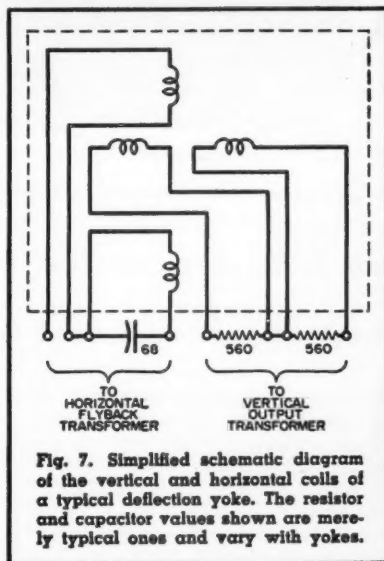 68
560
560
TO
HORIZONTAL
FLYBACK
TRANSFORMER
TO
VERTICAL
OUTPUT
TRANSFORMER
Fig. 7. Simplified schematic diagram
of the vertical and horizontal coils of
a typical deflection yoke. The resistor
and capacitor values shown are mere-
ly typical ones and vary with yokes.